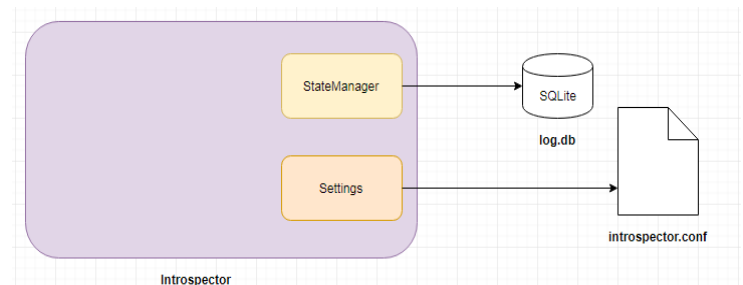 StateManager
SQLite
log.db
Settings
introspector.conf
Introspector